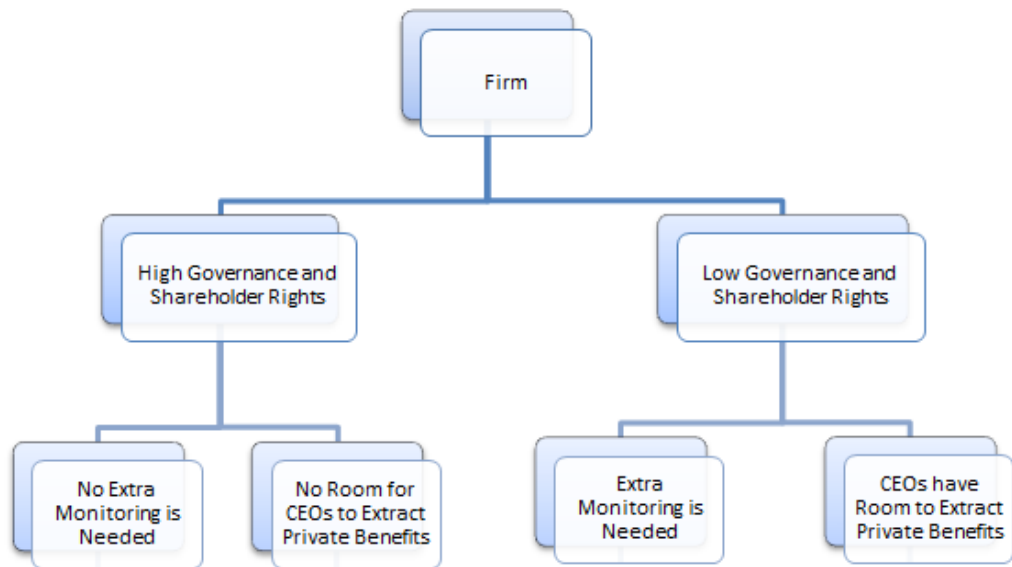 Firm
High Governance and
Shareholder Rights
Low Governance and
Shareholder Rights
No Extra
Monitoring is
Needed
No Room for
CEOs to Extract
Private Benefits
Extra
Monitoring is
Needed
CEOs have
Room to Extract
Private Benefits